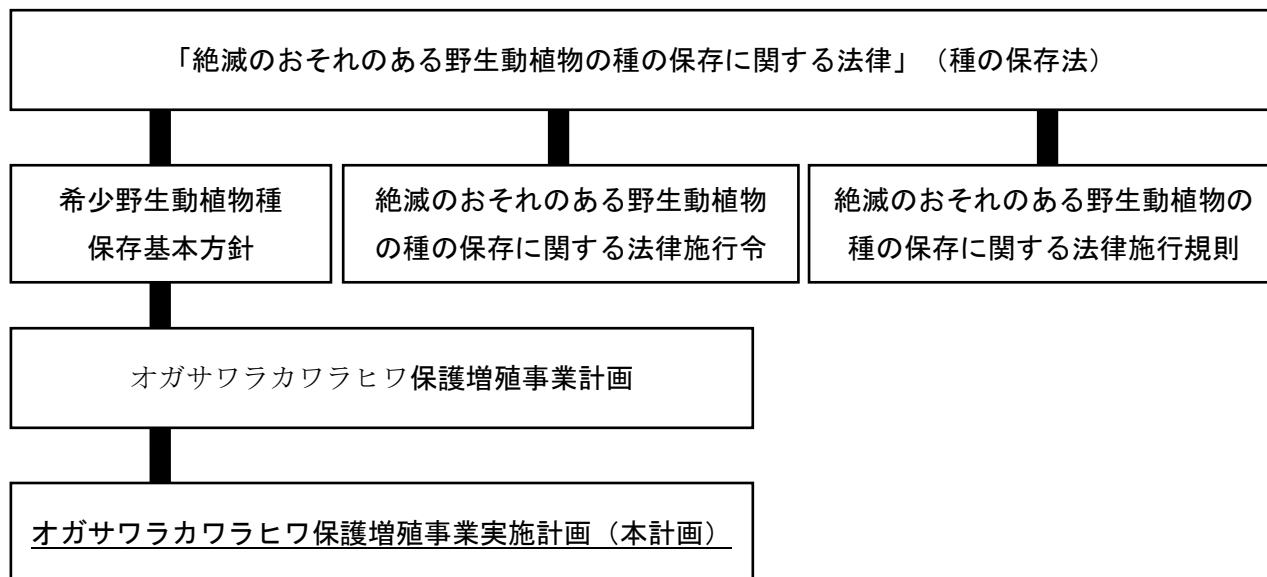 「絶滅のおそれのある野生動植物の種の保存に関する法律」（種の保存法）
希少野生動植物種
保存基本方針
絶滅のおそれのある野生動植物
の種の保存に関する法律施行令
絶滅のおそれのある野生動植物の
種の保存に関する法律施行規則
オガサワラカワラヒワ保護増殖事業計画
オガサワラカワラヒワ保護増殖事業実施計画（本計画）